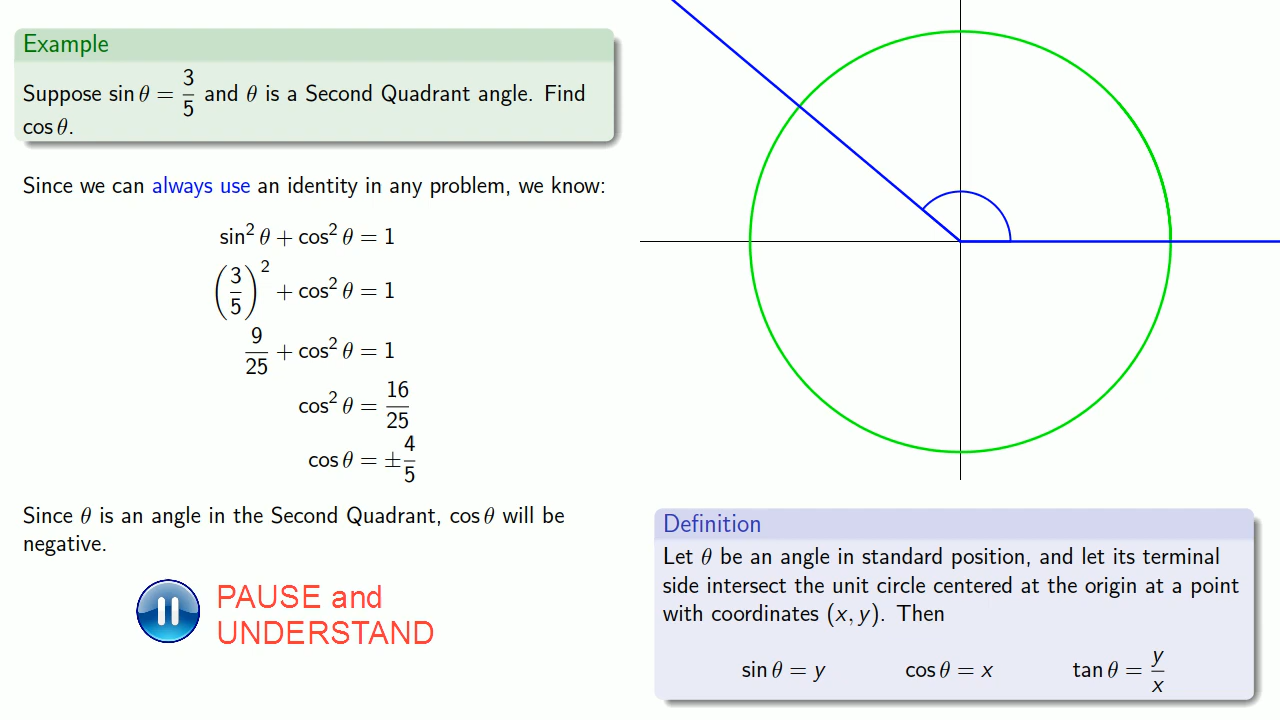 Example
Suppose sin θ = 3/5 and θ is a Second Quadrant angle. Find
cos θ.
Since we can always use an identity in any problem, we know:
sin² θ + cos² θ = 1
(3/5)² + cos² θ = 1
9/25 + cos² θ = 1
cos² θ = 16/25
cos θ = ±4/5
Since θ is an angle in the Second Quadrant, cos θ will be
negative.
PAUSE and
UNDERSTAND
Definition
Let θ be an angle in standard position, and let its terminal
side intersect the unit circle centered at the origin at a point
with coordinates (x, y). Then
sin θ = y cos θ = x tan θ = y/x